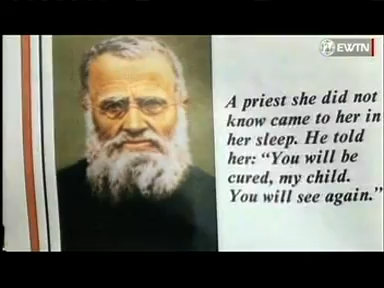 EWTN
A priest she did not
know came to her in
her sleep. He told
her: “You will be
cured, my child.
You will see again.”